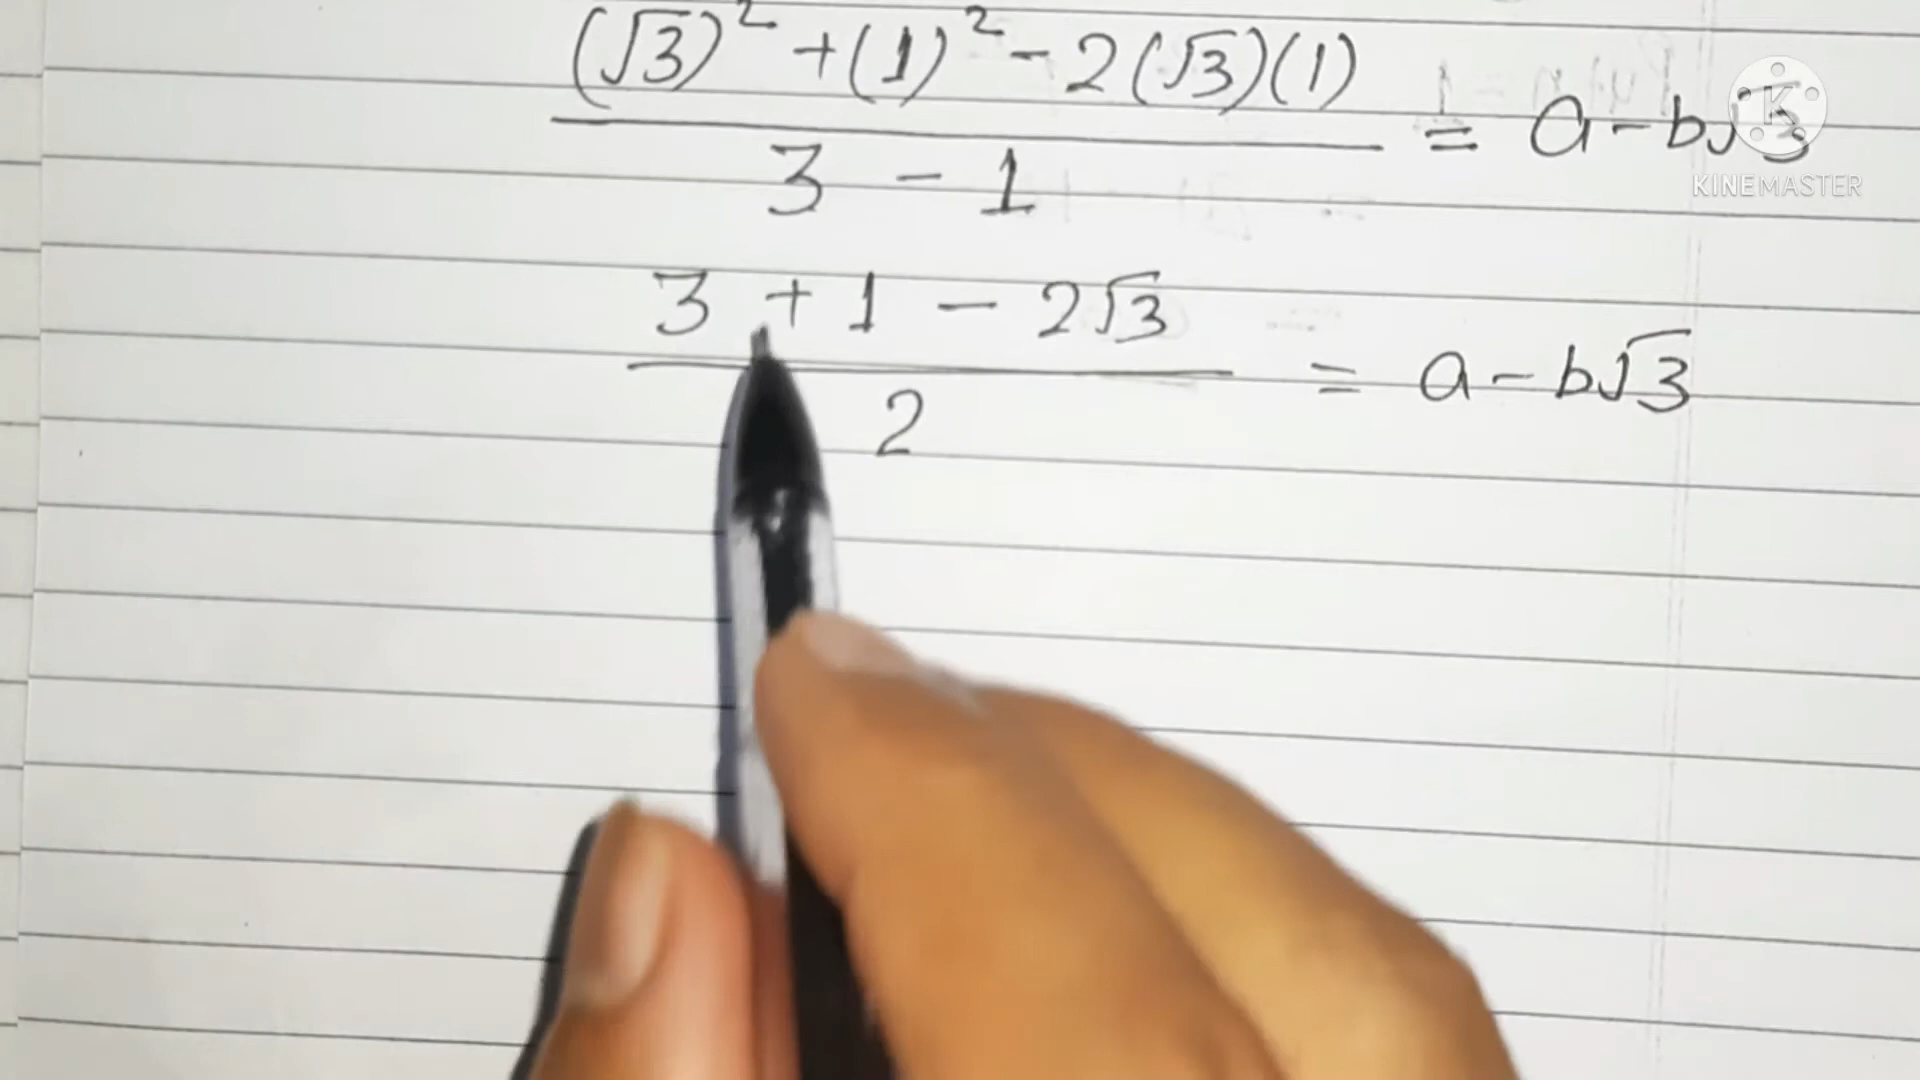 (√3)² + (1)² - 2(√3)(1)
3 - 1
= a - b√3
KINEMASTER
3 + 1 - 2√3
2
= a - b√3